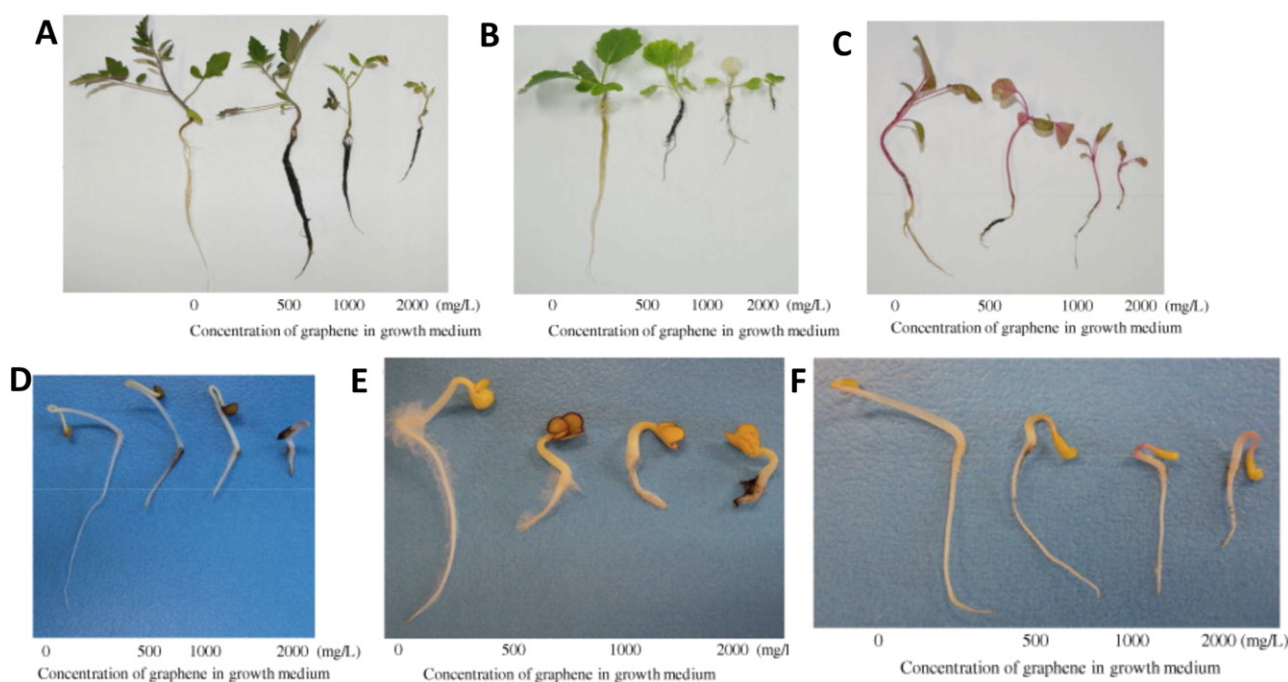 A
B
C
0 500 1000 2000 (mg/L)
Concentration of graphene in growth medium
0 500 1000 2000 (mg/L)
Concentration of graphene in growth medium
0 500 1000 2000 (mg/L)
Concentration of graphene in growth medium
D
E
F
0 500 1000 2000 (mg/L)
Concentration of graphene in growth medium
0 500 1000 2000 (mg/l
Concentration of graphene in growth medium
0 500 1000 2000 (mg/L)
Concentration of graphene in growth medium